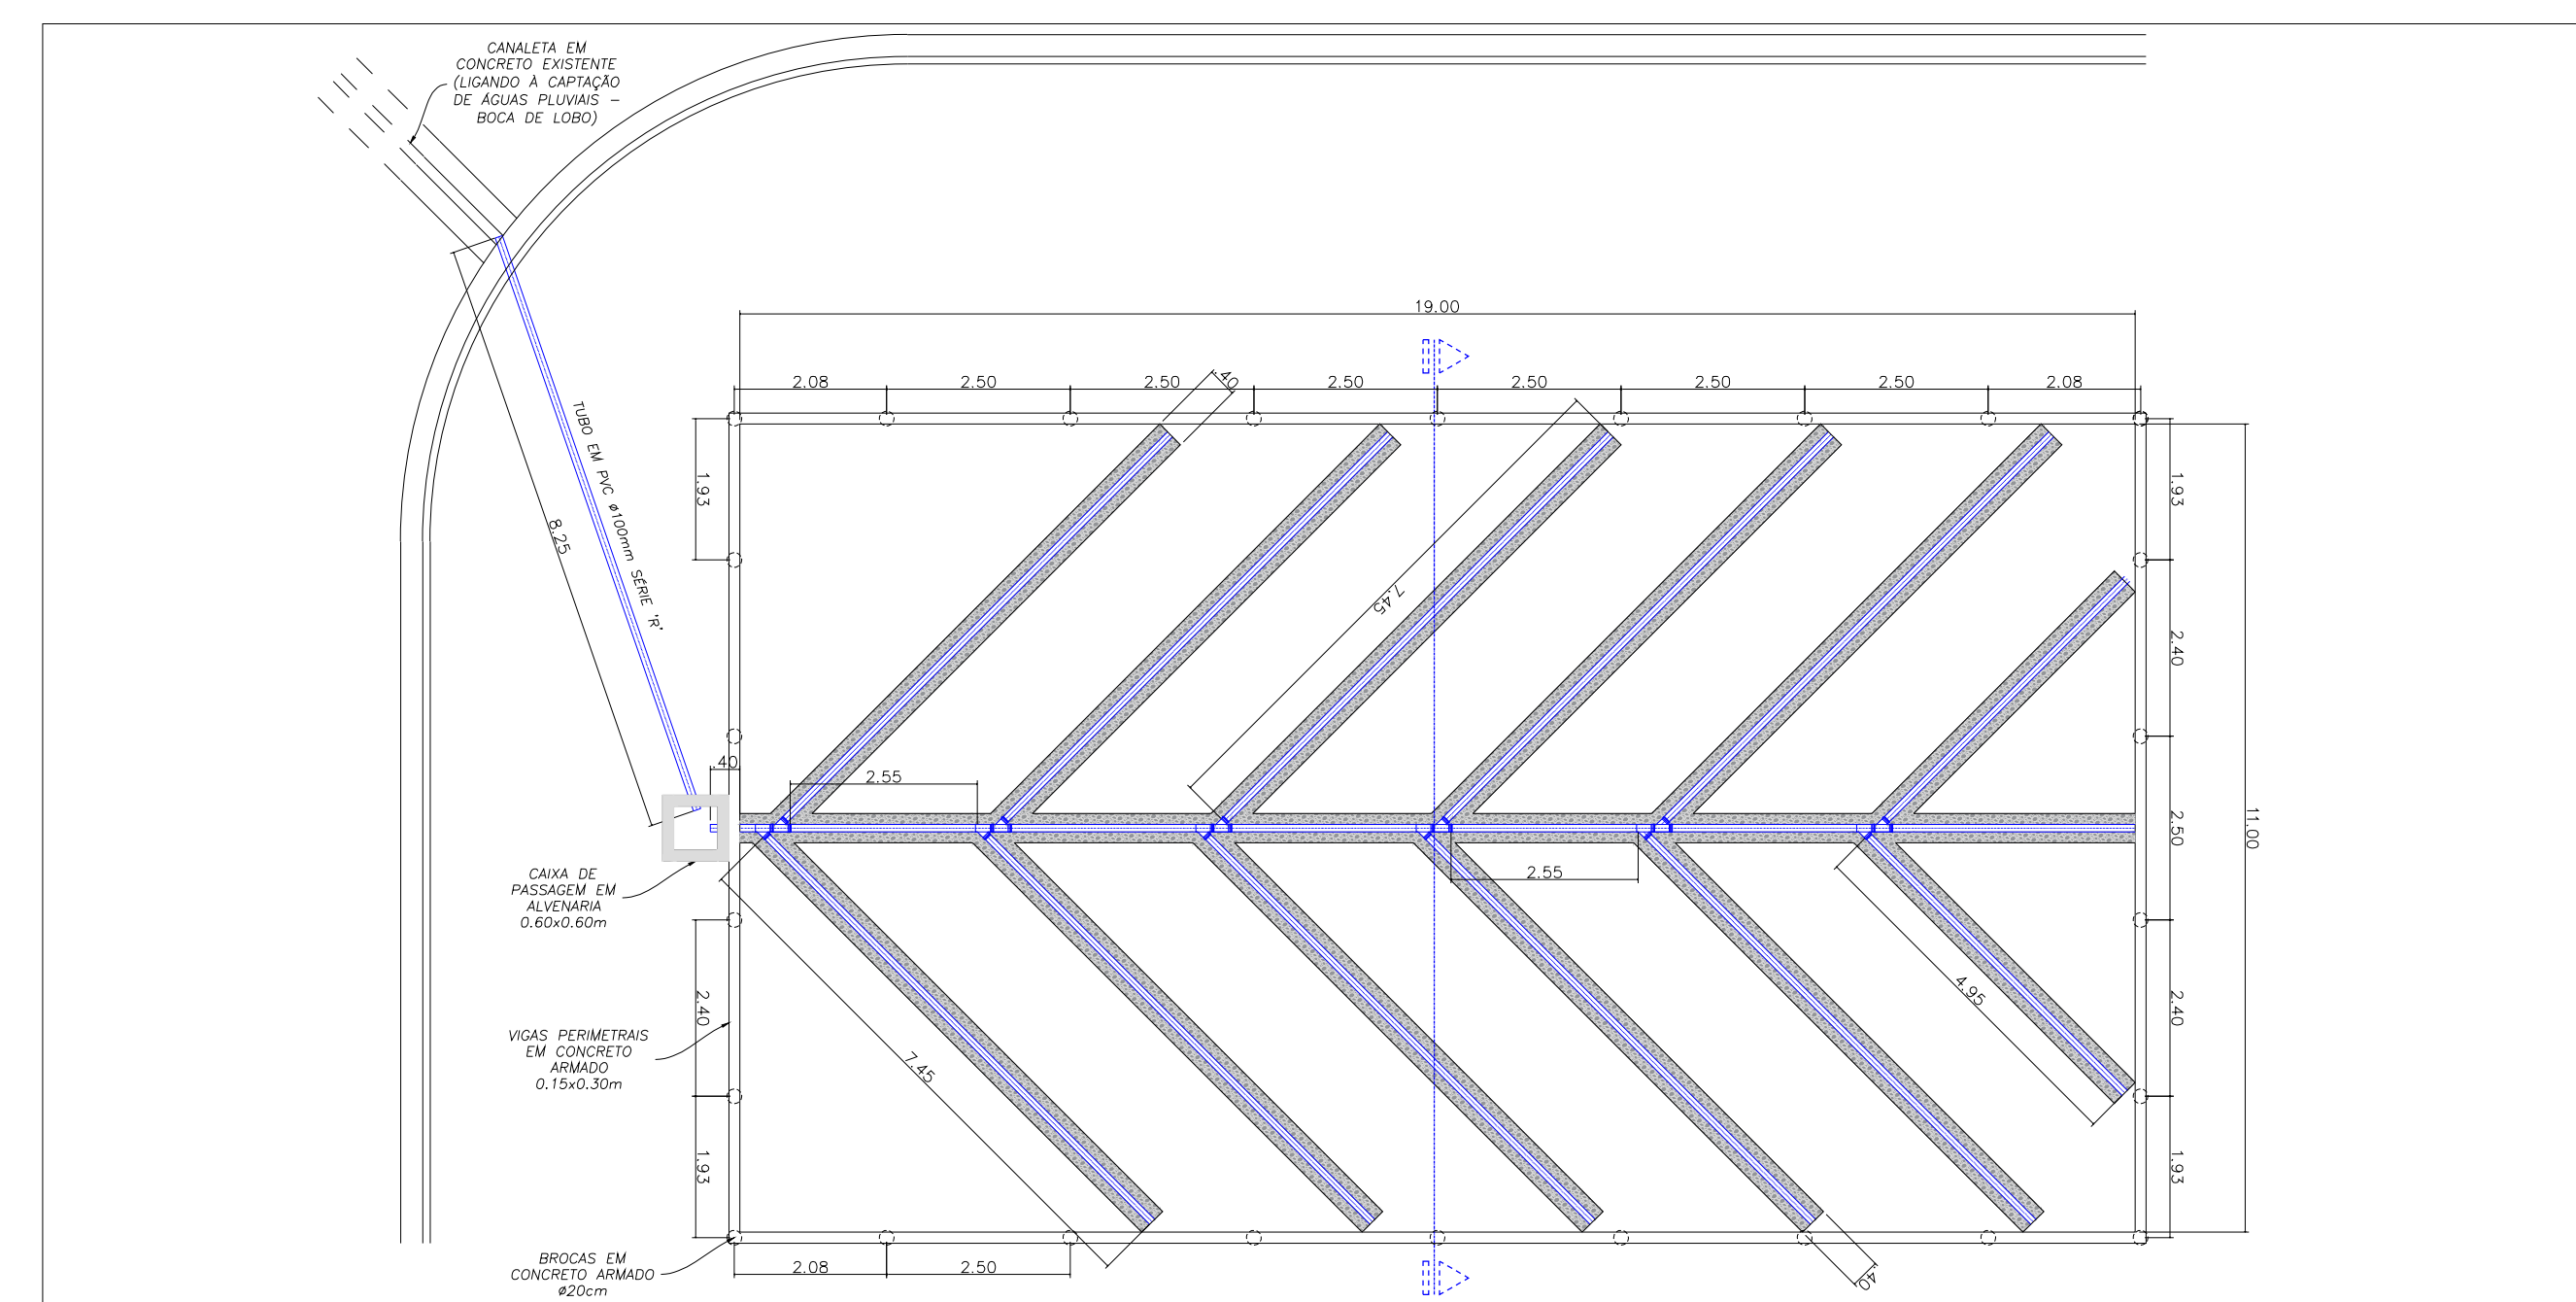 CANALETA EM
CONCRETO EXISTENTE
(LIGANDO À CAPTAÇÃO
DE ÁGUAS PLUVIAIS –
BOCA DE LOBO)
19.00
2.08
2.50
2.50
2.50
2.50
2.50
2.50
2.08
.40
TUBO EM PVC ø100mm SÉRIE 'R'
8.25
1.93
1.93
7.45
2.40
.40
2.55
2.50
11.00
2.55
CAIXA DE
PASSAGEM EM
ALVENARIA
0.60x0.60m
4.95
2.40
2.40
VIGAS PERIMETRAIS
EM CONCRETO
ARMADO
0.15x0.30m
7.45
1.93
1.93
BROCAS EM
CONCRETO ARMADO
ø20cm
2.08
2.50
.40